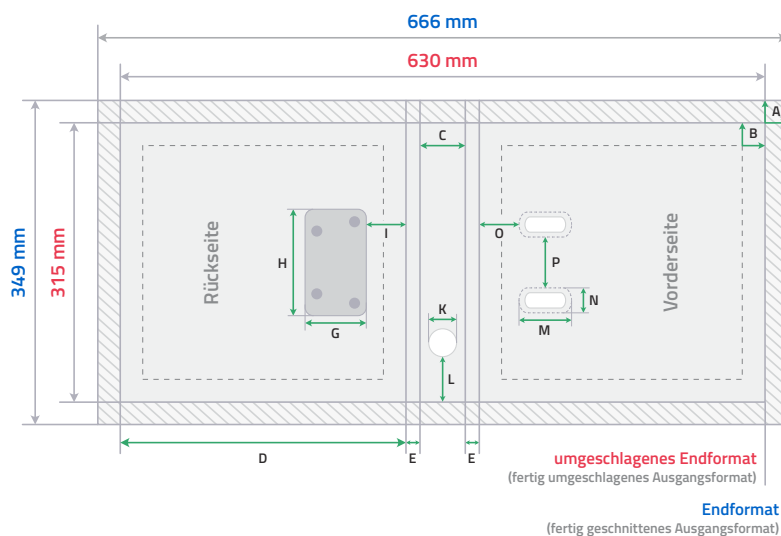 666 mm
630 mm
A
B
C
349 mm
315 mm
Rückseite
Vorderseite
H
I
O
P
G
K
N
M
L
D
E
E
umgeschlagenes Endformat
(fertig umgeschlagenes Ausgangsformat)
Endformat
(fertig geschnittenes Ausgangsformat)